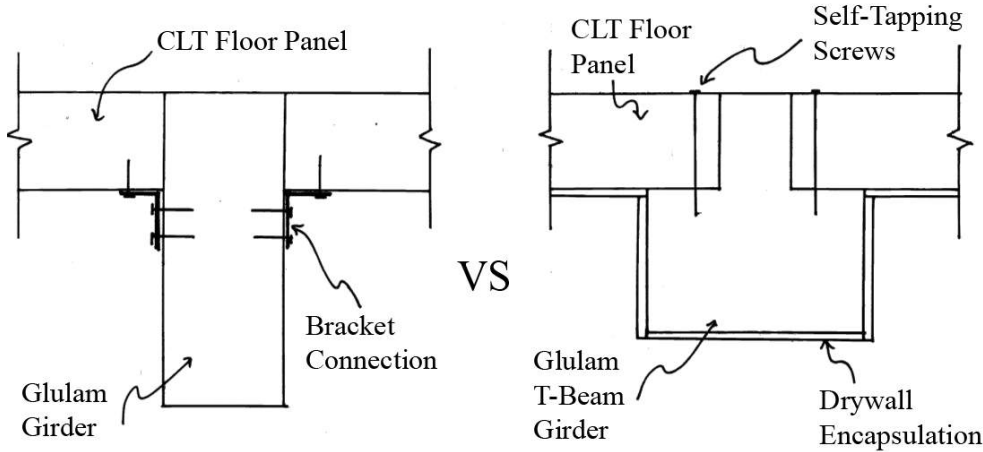 CLT Floor Panel
Bracket
Connection
Glulam
Girder
VS
CLT Floor
Panel
Self-Tapping
Screws
Glulam
T-Beam
Girder
Drywall
Encapsulation